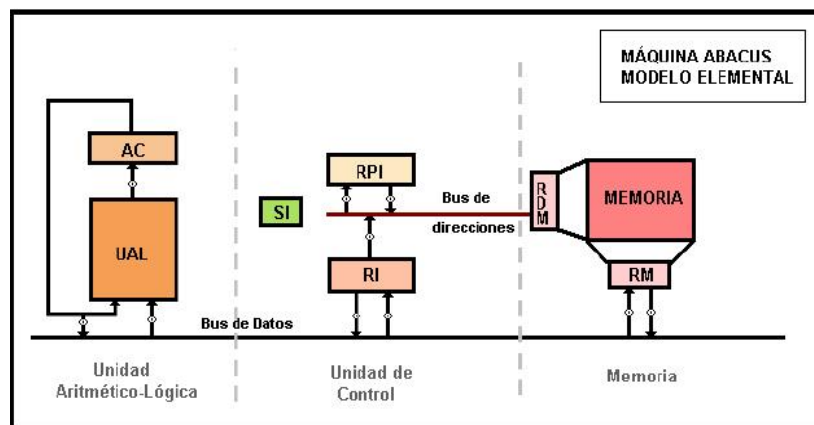 MÁQUINA ABACUS
MODELO ELEMENTAL
AC
UAL
SI
RPI
Bus de
direcciones
RI
RDM
MEMORIA
RM
Bus de Datos
Unidad
Aritmético-Lógica
Unidad de
Control
Memoria